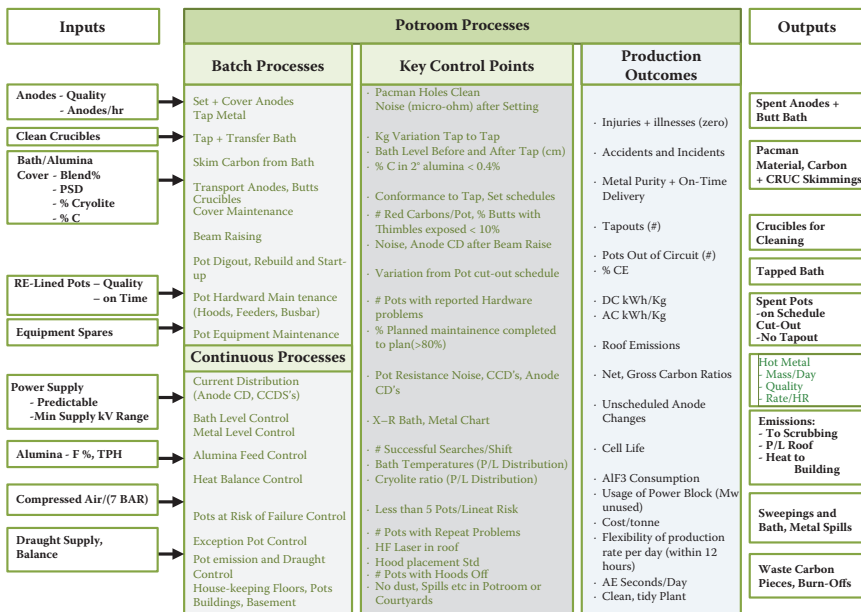 Inputs
Anodes - Quality
- Anodes/hr
Clean Crucibles
Bath/Alumina
Cover - Blend%
- PSD
- % Cryolite
- % C
RE-Lined Pots – Quality
– on Time
Equipment Spares
Power Supply
- Predictable
-Min Supply kV Range
Alumina - F %, TPH
Compressed Air/(7 BAR)
Draught Supply,
Balance
Potroom Processes
Batch Processes
Set + Cover Anodes
Tap Metal
Tap + Transfer Bath
Skim Carbon from Bath
Transport Anodes, Butts
Crucibles
Cover Maintenance
Beam Raising
Pot Digout, Rebuild and Start-
up
Pot Hardward Main tenance
(Hoods, Feeders, Busbar)
Pot Equipment Maintenance
Continuous Processes
Current Distribution
(Anode CD, CCDS's)
Bath Level Control
Metal Level Control
Alumina Feed Control
Heat Balance Control
Pots at Risk of Failure Control
Exception Pot Control
Pot emission and Draught
Control
House-keeping Floors, Pots
Buildings, Basement
Key Control Points
· Pacman Holes Clean
Noise (micro-ohm) after Setting
· Kg Variation Tap to Tap
· Bath Level Before and After Tap (cm)
· % C in 2° alumina < 0.4%
· Conformance to Tap, Set schedules
· # Red Carbons/Pot, % Butts with
Thimbles exposed < 10%
· Noise, Anode CD after Beam Raise
· Variation from Pot cut-out schedule
· # Pots with reported Hardware
problems
· % Planned maintainence completed
to plan(>80%)
· Pot Resistance Noise, CCD's, Anode
CD's
· X–R Bath, Metal Chart
· # Successful Searches/Shift
· Bath Temperatures (P/L Distribution)
· Cryolite ratio (P/L Distribution)
· Less than 5 Pots/Lineat Risk
· # Pots with Repeat Problems
· HF Laser in roof
· Hood placement Std
· # Pots with Hoods Off
· No dust, Spills etc in Potroom or
Courtyards
Production
Outcomes
· Injuries + illnesses (zero)
· Accidents and Incidents
· Metal Purity + On-Time
Delivery
· Tapouts (#)
· Pots Out of Circuit (#)
· % CE
· DC kWh/Kg
· AC kWh/Kg
· Roof Emissions
· Net, Gross Carbon Ratios
· Unscheduled Anode
Changes
· Cell Life
· AlF3 Consumption
· Usage of Power Block (Mw
unused)
· Cost/tonne
· Flexibility of production
rate per day (within 12
hours)
· AE Seconds/Day
· Clean, tidy Plant
Outputs
Spent Anodes +
Butt Bath
Pacman
Material, Carbon
+ CRUC Skimmings
Crucibles for
Cleaning
Tapped Bath
Spent Pots
-on Schedule
Cut-Out
-No Tapout
Hot Metal
- Mass/Day
- Quality
- Rate/HR
Emissions:
- To Scrubbing
- P/L Roof
- Heat to
Building
Sweepings and
Bath, Metal Spills
Waste Carbon
Pieces, Burn-Offs